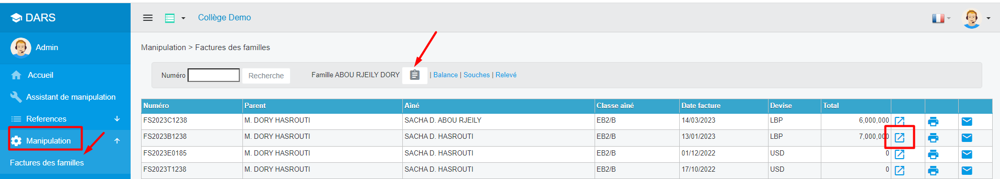 DARS
Collège Demo
Admin
Accueil
Assistant de manipulation
References
Manipulation
Factures des familles
Manipulation > Factures des familles
Numéro Recherche Famille ABOU RJEILY DORY | Balance | Souches | Relevé
Numéro Parent Aîné Classe aîné Date facture Devise Total
FS2023C1238 M. DORY HASROUTI SACHA D. ABOU RJEILY EB2/B 14/03/2023 LBP 6,000,000
FS2023B1238 M. DORY HASROUTI SACHA D. HASROUTI EB2/B 13/01/2023 LBP 7,000,000
FS2023E0185 M. DORY HASROUTI SACHA D. HASROUTI EB2/B 01/12/2022 USD 0
FS2023T1238 M. DORY HASROUTI SACHA D. HASROUTI EB2/B 17/10/2022 USD 0